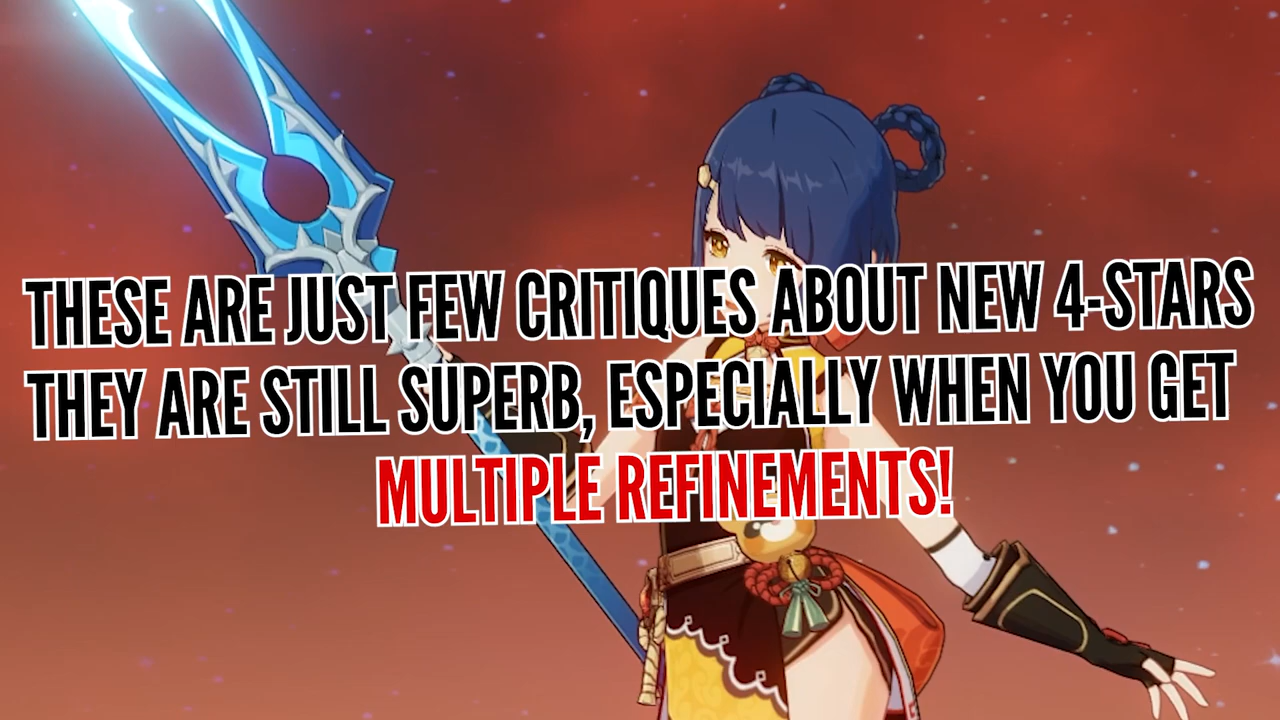 THESE ARE JUST FEW CRITIQUES ABOUT NEW 4-STARS
THEY ARE STILL SUPERB, ESPECIALLY WHEN YOU GET
MULTIPLE REFINEMENTS!